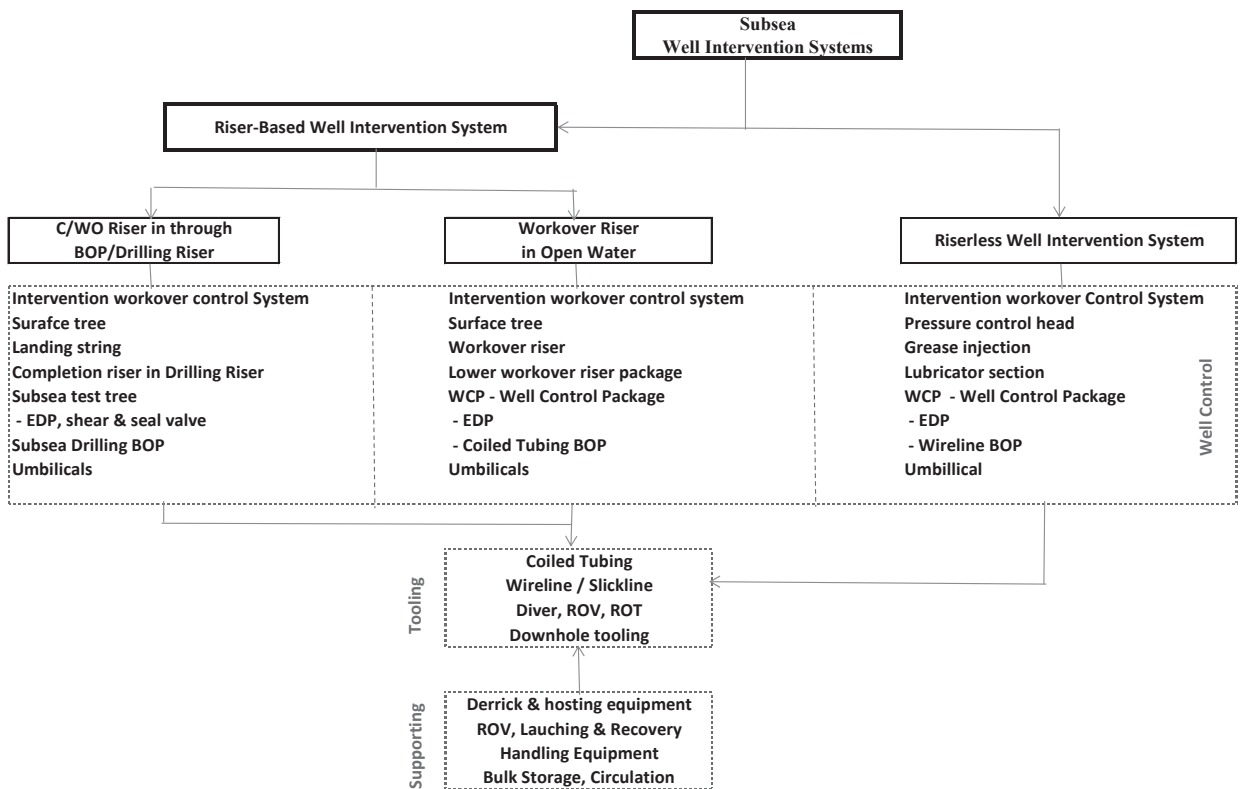 Subsea
Well Intervention Systems
Riser-Based Well Intervention System
C/WO Riser in through
BOP/Drilling Riser
Workover Riser
in Open Water
Riserless Well Intervention System
Intervention workover control System
Surafce tree
Landing string
Completion riser in Drilling Riser
Subsea test tree
- EDP, shear & seal valve
Subsea Drilling BOP
Umbilicals
Intervention workover control system
Surface tree
Workover riser
Lower workover riser package
WCP - Well Control Package
- EDP
- Coiled Tubing BOP
Umbilicals
Intervention workover Control System
Pressure control head
Grease injection
Lubricator section
WCP - Well Control Package
- EDP
- Wireline BOP
Umbillical
Well Control
Tooling
Coiled Tubing
Wireline / Slickline
Diver, ROV, ROT
Downhole tooling
Supporting
Derrick & hosting equipment
ROV, Lauching & Recovery
Handling Equipment
Bulk Storage, Circulation